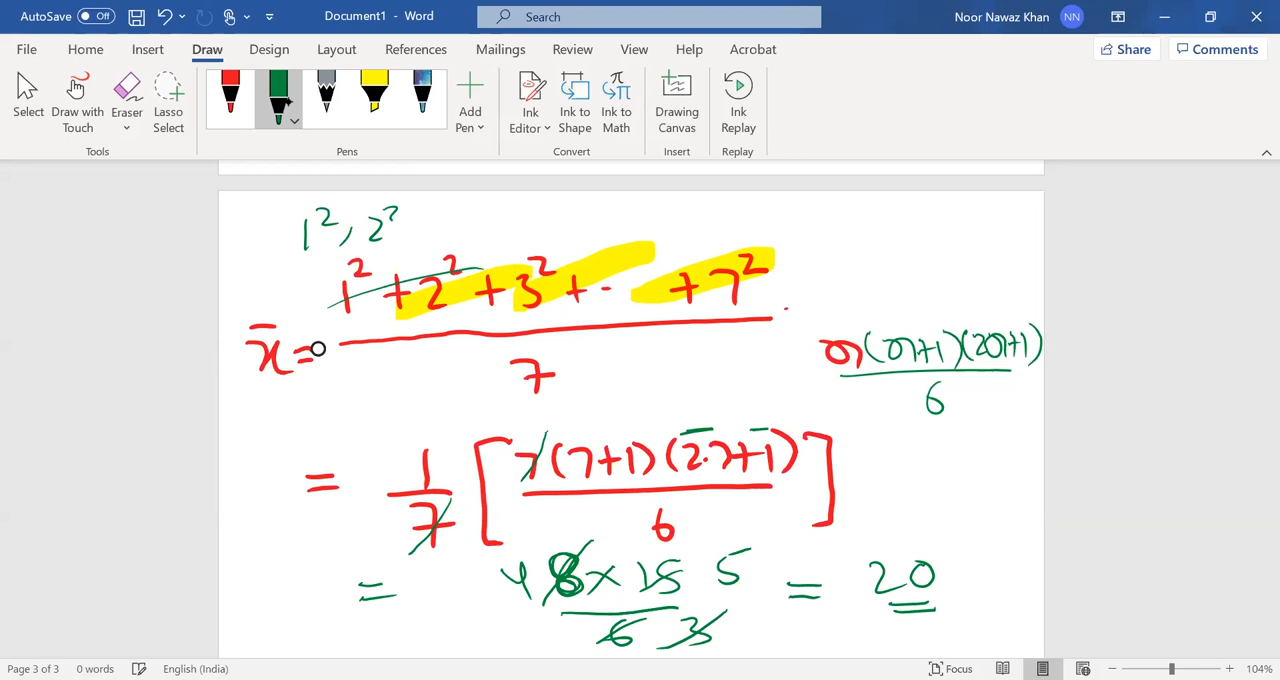 AutoSave Off Document1 - Word Search Noor Nawaz Khan NN
File Home Insert Draw Design Layout References Mailings Review View Help Acrobat Share Comments
Select Draw with Touch Eraser Lasso Select Add Pen Ink Editor Ink to Shape Ink to Math Drawing Canvas Ink Replay
Tools Pens Convert Insert Replay
1², 2²
1² + 2² + 3² + - + 7²
x̄ =
7
n(n+1)(2n+1)
6
= 1/7 [ 7(7+1)(2·7+1) / 6 ]
= 4 8 x 15 5 = 20
6 3
Page 3 of 3 0 words English (India) Focus 104%